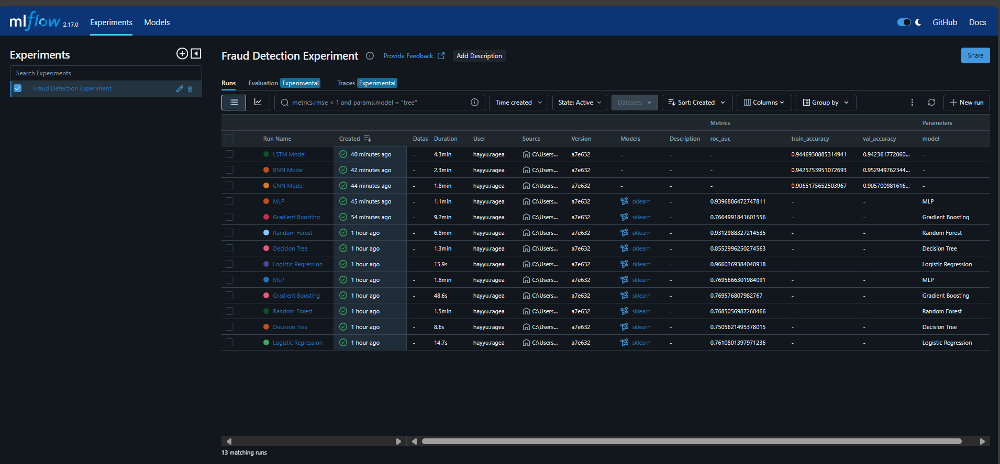 mlflow 2.17.0 Experiments Models GitHub Docs
Experiments
Search Experiments
Fraud Detection Experiment
Fraud Detection Experiment Provide Feedback Add Description Share
Runs Evaluation Experimental Traces Experimental
metrics.rmse < 1 and params.model = "tree" Time created State: Active Datasets Sort: Created Columns Group by New run
Metrics Parameters
Run Name Created Datas Duration User Source Version Models Description roc_auc train_accuracy val_accuracy model
LSTM Model 40 minutes ago - 4.3min hayyu.ragea C:\Users... a7e632 - - - 0.9446930885314941 0.942361772060... -
RNN Model 42 minutes ago - 2.3min hayyu.ragea C:\Users... a7e632 - - - 0.9425753951072693 0.952949762344... -
CNN Model 44 minutes ago - 1.8min hayyu.ragea C:\Users... a7e632 - - - 0.9065175652503967 0.905700981616... -
MLP 45 minutes ago - 1.1min hayyu.ragea C:\Users... a7e632 sklearn - 0.9396886472747811 - - MLP
Gradient Boosting 54 minutes ago - 9.2min hayyu.ragea C:\Users... a7e632 sklearn - 0.7664991841601556 - - Gradient Boosting
Random Forest 1 hour ago - 6.8min hayyu.ragea C:\Users... a7e632 sklearn - 0.9312988327214535 - - Random Forest
Decision Tree 1 hour ago - 1.3min hayyu.ragea C:\Users... a7e632 sklearn - 0.8552996250274563 - - Decision Tree
Logistic Regression 1 hour ago - 15.9s hayyu.ragea C:\Users... a7e632 sklearn - 0.9660269384040918 - - Logistic Regression
MLP 1 hour ago - 1.8min hayyu.ragea C:\Users... a7e632 sklearn - 0.7695666301984091 - - MLP
Gradient Boosting 1 hour ago - 48.6s hayyu.ragea C:\Users... a7e632 sklearn - 0.769576807982767 - - Gradient Boosting
Random Forest 1 hour ago - 1.5min hayyu.ragea C:\Users... a7e632 sklearn - 0.7685056987260466 - - Random Forest
Decision Tree 1 hour ago - 8.6s hayyu.ragea C:\Users... a7e632 sklearn - 0.7505621495378015 - - Decision Tree
Logistic Regression 1 hour ago - 14.7s hayyu.ragea C:\Users... a7e632 sklearn - 0.7610801397971236 - - Logistic Regression
13 matching runs